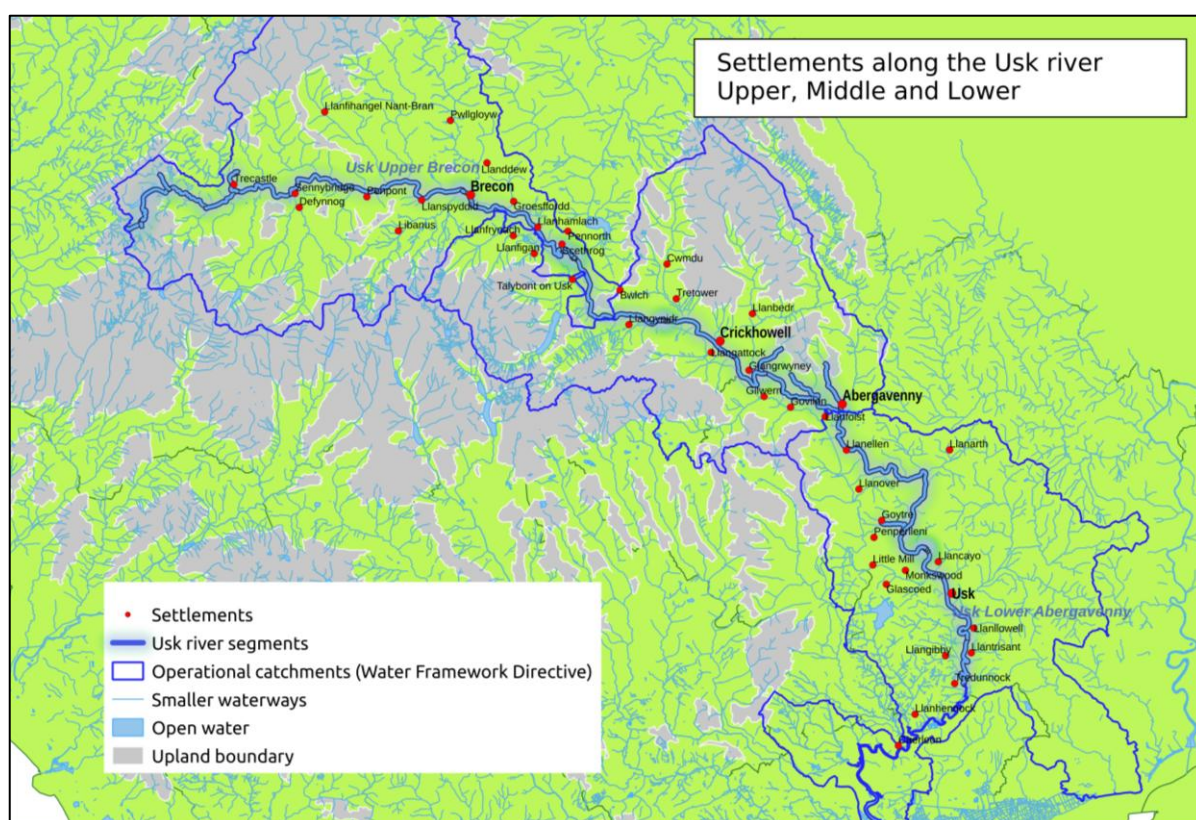 Settlements along the Usk river
Upper, Middle and Lower
Llanfihangel Nant-Bran
Pwllgloyw
Usk Upper Brecon
Llanddew
Trecastle
Sennybridge
Penpont
Brecon
Defynnog
Llanspyddid
Groesffordd
Libanus
Llanhamlach
Llanfrynach
Pennorth
Llanfigan
Scethrog
Cwmdu
Talybont on Usk
Bwlch
Tretower
Llanbedr
Llangynidr
Crickhowell
Llangattock
Glangrwyney
Gilwern
Govilon
Abergavenny
Llanfoist
Llanellen
Llanarth
Llanover
Goytre
Penperlleni
Little Mill
Llancayo
Monkswood
Glascoed
Usk
Usk Lower Abergavenny
Llanllowell
Llangibby
Llantrisant
Tredunnock
Llanhennock
Caerleon
Settlements
Usk river segments
Operational catchments (Water Framework Directive)
Smaller waterways
Open water
Upland boundary